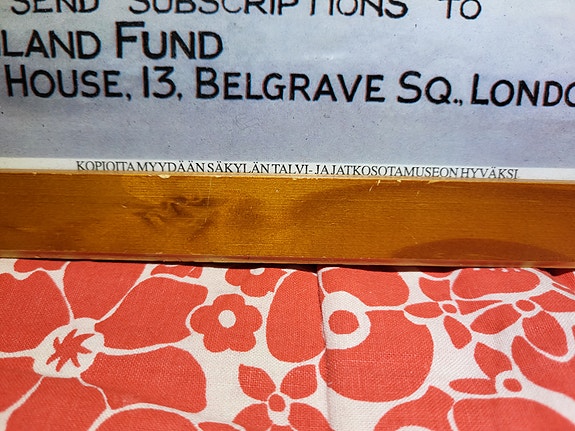 SEND SUBSCRIPTIONS TO
LAND FUND
HOUSE, 13, BELGRAVE SQ., LONDO
KOPIOITA MYYDÄÄN SÄKYLÄN TALVI- JA JATKOSOTAMUSEON HYVÄKSI